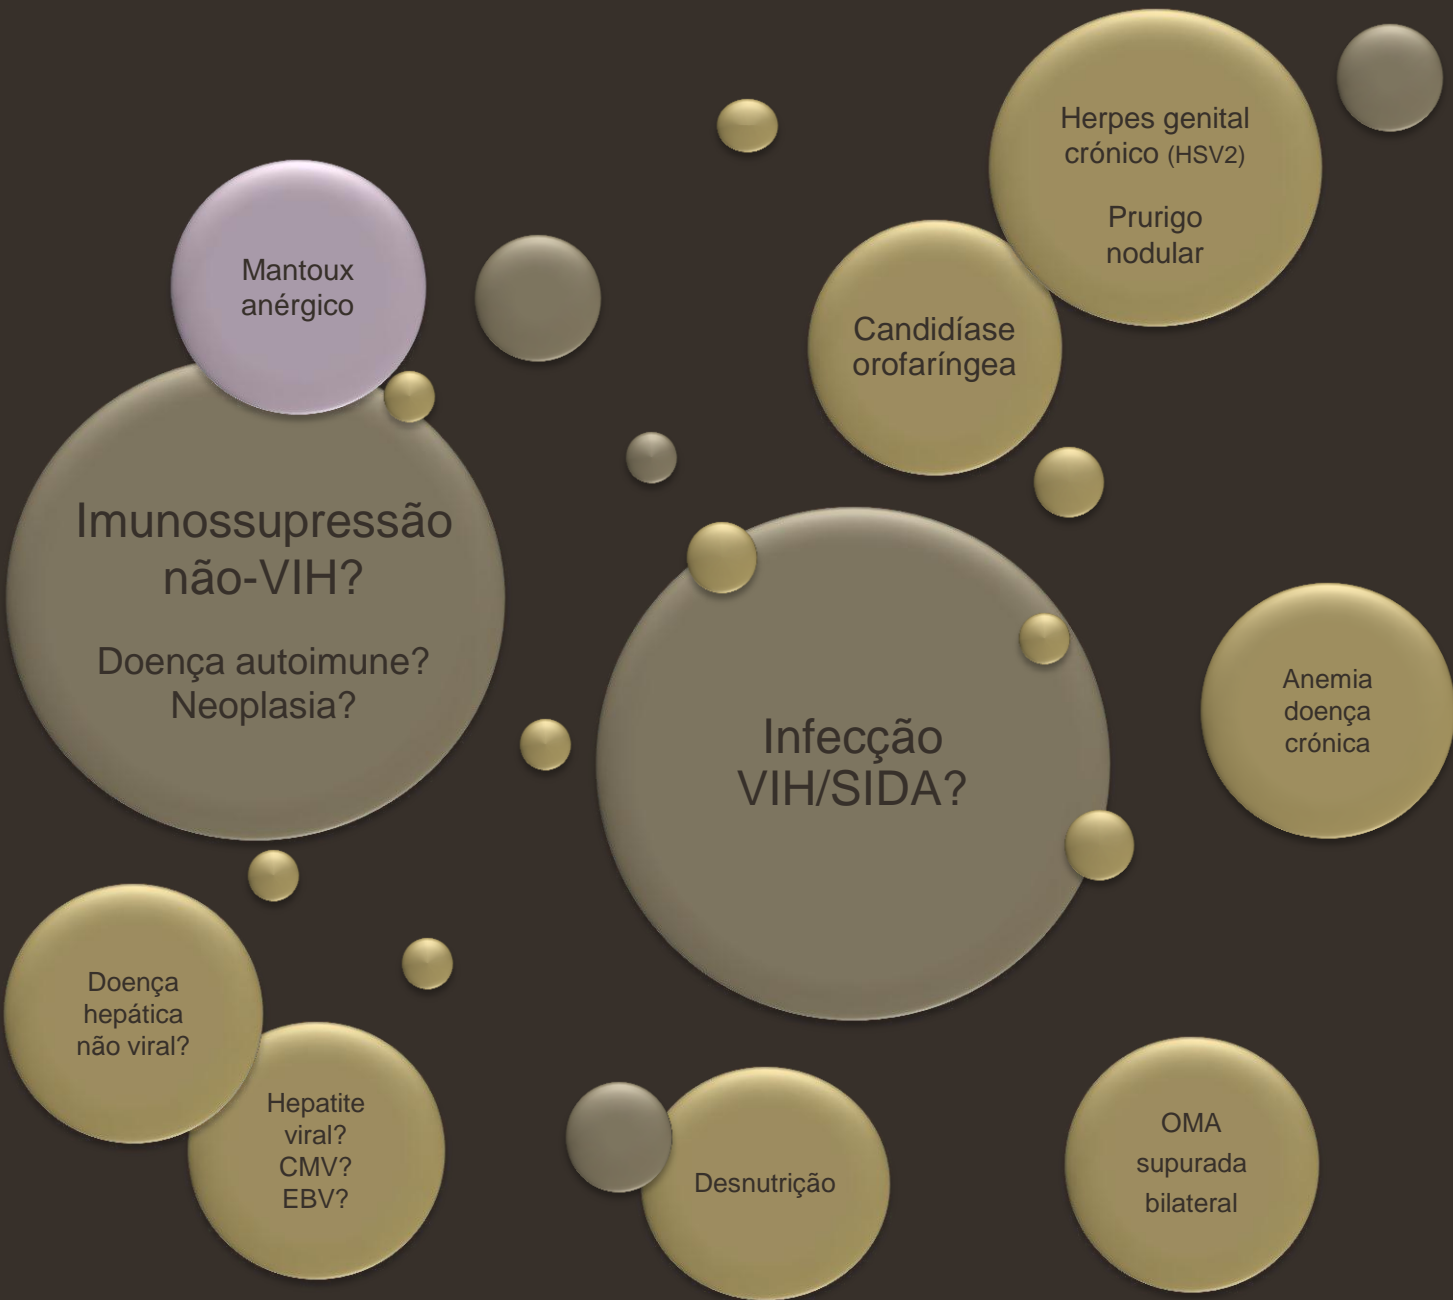 Herpes genital
crónico (HSV2)
Prurigo
nodular
Mantoux
anérgico
Candidíase
orofaríngea
Imunossupressão
não-VIH?
Doença autoimune?
Neoplasia?
Infecção
VIH/SIDA?
Anemia
doença
crónica
Doença
hepática
não viral?
Hepatite
viral?
CMV?
EBV?
Desnutrição
OMA
supurada
bilateral